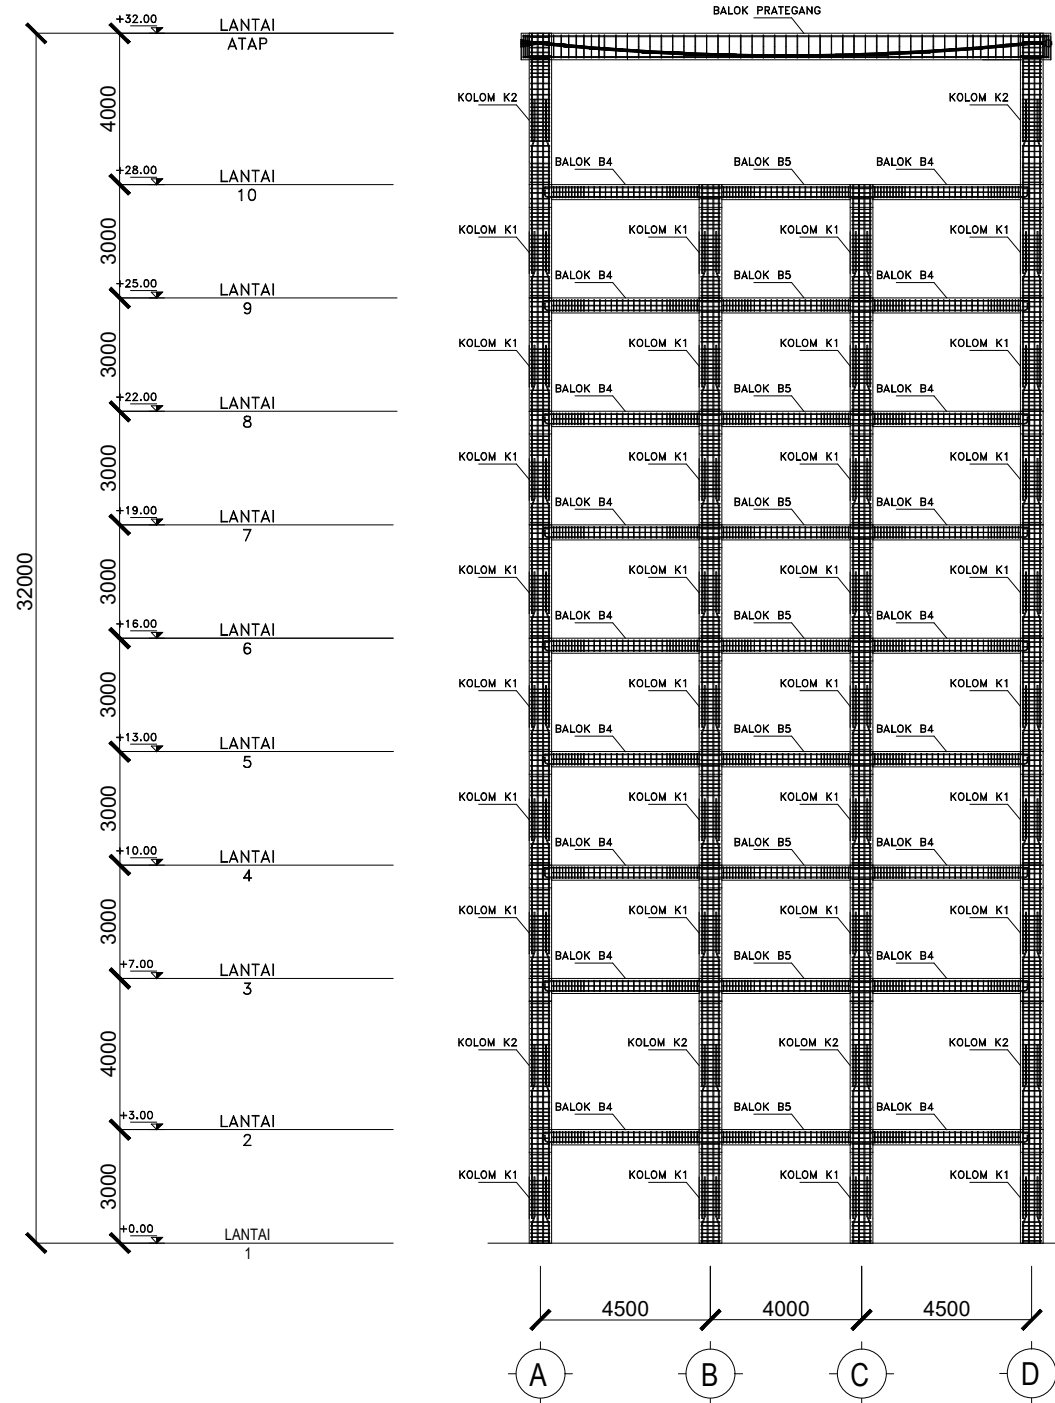 BALOK PRATEGANG
+32.00 LANTAI
ATAP
4000 KOLOM K2 KOLOM K2
BALOK B4 BALOK B5 BALOK B4
+28.00 LANTAI
10
3000 KOLOM K1 KOLOM K1 KOLOM K1 KOLOM K1
BALOK B4 BALOK B5 BALOK B4
+25.00 LANTAI
9
3000 KOLOM K1 KOLOM K1 KOLOM K1 KOLOM K1
BALOK B4 BALOK B5 BALOK B4
+22.00 LANTAI
8
3000 KOLOM K1 KOLOM K1 KOLOM K1 KOLOM K1
BALOK B4 BALOK B5 BALOK B4
+19.00 LANTAI
7
32000
3000 KOLOM K1 KOLOM K1 KOLOM K1 KOLOM K1
BALOK B4 BALOK B5 BALOK B4
+16.00 LANTAI
6
3000 KOLOM K1 KOLOM K1 KOLOM K1 KOLOM K1
BALOK B4 BALOK B5 BALOK B4
+13.00 LANTAI
5
3000 KOLOM K1 KOLOM K1 KOLOM K1 KOLOM K1
BALOK B4 BALOK B5 BALOK B4
+10.00 LANTAI
4
3000 KOLOM K1 KOLOM K1 KOLOM K1 KOLOM K1
BALOK B4 BALOK B5 BALOK B4
+7.00 LANTAI
3
4000 KOLOM K2 KOLOM K2 KOLOM K2 KOLOM K2
BALOK B4 BALOK B5 BALOK B4
+3.00 LANTAI
2
3000 KOLOM K1 KOLOM K1 KOLOM K1 KOLOM K1
+0.00 LANTAI
1
4500 4000 4500
A B C D